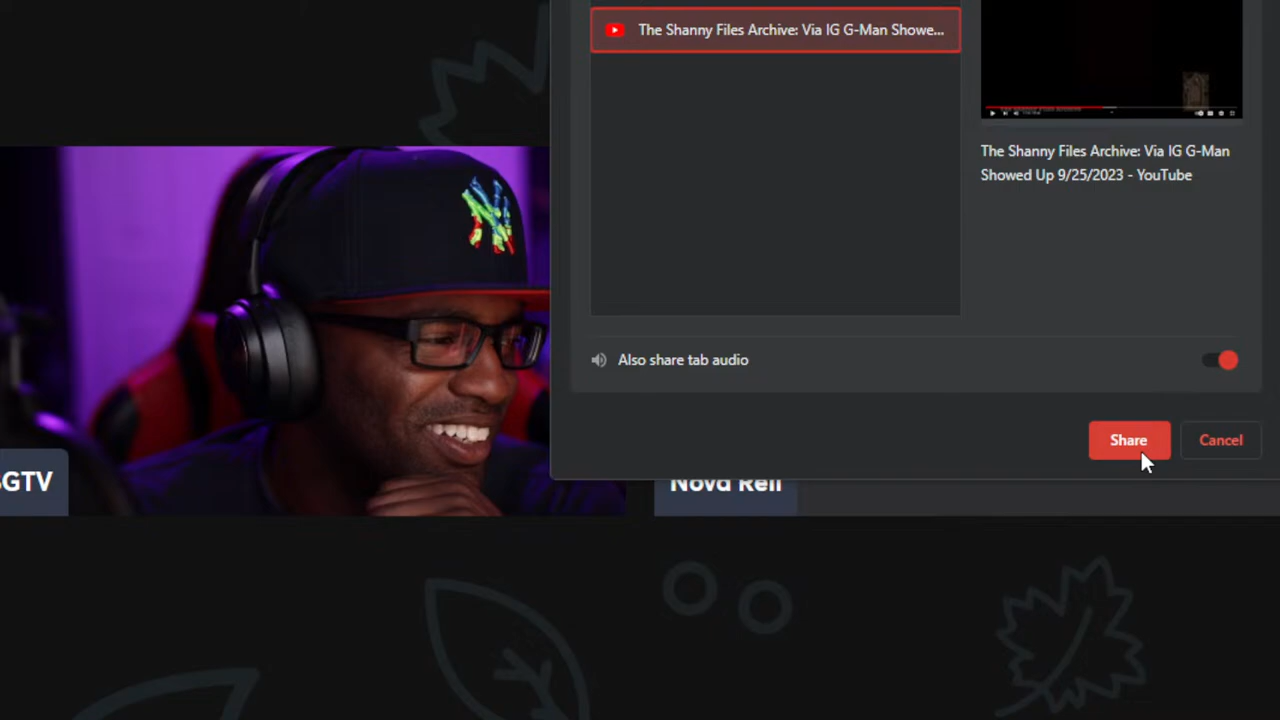 The Shanny Files Archive: Via IG G-Man Showe...
The Shanny Files Archive: Via IG G-Man
Showed Up 9/25/2023 - YouTube
Also share tab audio
Share
Cancel
GTV
Nova Rell
NY